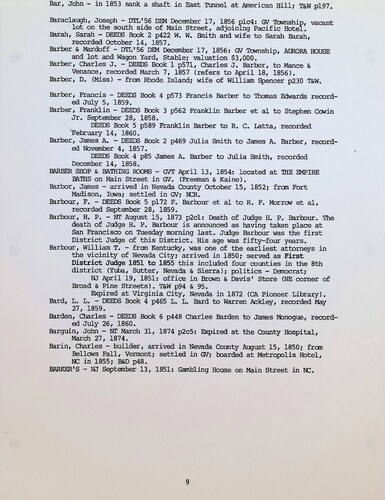 Bar, John - in 1853 sank a shaft in East Tunnel at American Hill; T&W p197.
Baraclaugh, Joseph - DTL'56 DEM December 17, 1856 p1c4: GV Township, vacant
lot on the south side of Main Street, adjoining Pacific Hotel.
Barah, Sarah - DEEDS Book 2 p422 W. W. Smith and wife to Sarah Barah,
recorded October 14, 1857.
Barbe & Mardoff - DTL'56 DEM December 17, 1856: GV Township, AURORA HOUSE
and lot and Wagon Yard, Stable; valuation $3,000.
Barber, Charles J. - DEEDS Book 1 p571, Charles J. Barber, to Mance &
Venance, recorded March 7, 1857 (refers to April 18, 1856).
Barber, D. (Miss) - from Rhode Island; wife of William Spencer p230 T&W.
Barber, Francis - DEEDS Book 4 p573 Francis Barber to Thomas Edwards record-
ed July 5, 1859.
Barber, Franklin - DEEDS Book 3 p562 Franklin Barber et al to Stephen Cowin
Jr. September 28, 1858.
DEEDS Book 5 p589 Franklin Barber to R. C. Latta, recorded
February 14, 1860.
Barber, James A. - DEEDS Book 2 p469 Julia Smith to James A. Barber, record-
ed November 4, 1857.
DEEDS Book 4 p85 James A. Barber to Julia Smith, recorded
December 14, 1858.
BARBER SHOP & BATHING ROOMS - GVT April 13, 1854: located at THE EMPIRE
BATHS on Main Street in GV. (Freeman & Kaine).
Barbor, James - arrived in Nevada County October 15, 1852; from Fort
Madison, Iowa; settled in GV; NCR.
Barbour, F. - DEEDS Book 5 p172 F. Barbour et al to R. F. Morrow et al,
recorded September 28, 1859.
Barbour, H. P. - NT August 15, 1873 p2c1: Death of Judge H. P. Barbour. The
death of Judge H. P. Barbour is announced as having taken place at
San Francisco on Tuesday morning last. Judge Barbour was the first
District Judge of this District. His age was fifty-four years.
Barbour, William T. - from Kentucky, was one of the earliest attorneys in
the vicinity of Nevada City; arrived in 1850; served as First
District Judge 1851 to 1855 this included four counties in the 8th
district (Yuba, Sutter, Nevada & Sierra); politics - Democrat;
NJ April 19, 1851: office in Brown & Davis' Store (NE corner of
Broad & Pine Streets). T&W p94 & 95.
Expired at Virginia City, Nevada in 1872 (CA Pioneer Library).
Bard, L. L. - DEEDS Book 4 p465 L. L. Bard to Warren Ackley, recorded May
27, 1859.
Barden, Charles - DEEDS Book 6 p448 Charles Barden to James Monogue, record-
ed July 26, 1860.
Barguin, John - NT March 31, 1874 p2c5: Expired at the County Hospital,
March 27, 1874.
Barin, Charles - builder, arrived in Nevada County August 15, 1850; from
Bellows Fall, Vermont; settled in GV; boarded at Metropolis Hotel,
NC in 1855; B&D p48.
BARKER'S - NJ September 13, 1851: Gambling House on Main Street in NC.
9